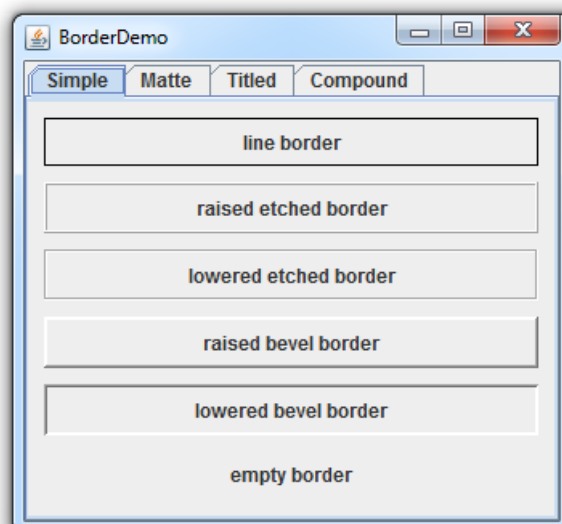 BorderDemo
Simple Matte Titled Compound
line border
raised etched border
lowered etched border
raised bevel border
lowered bevel border
empty border